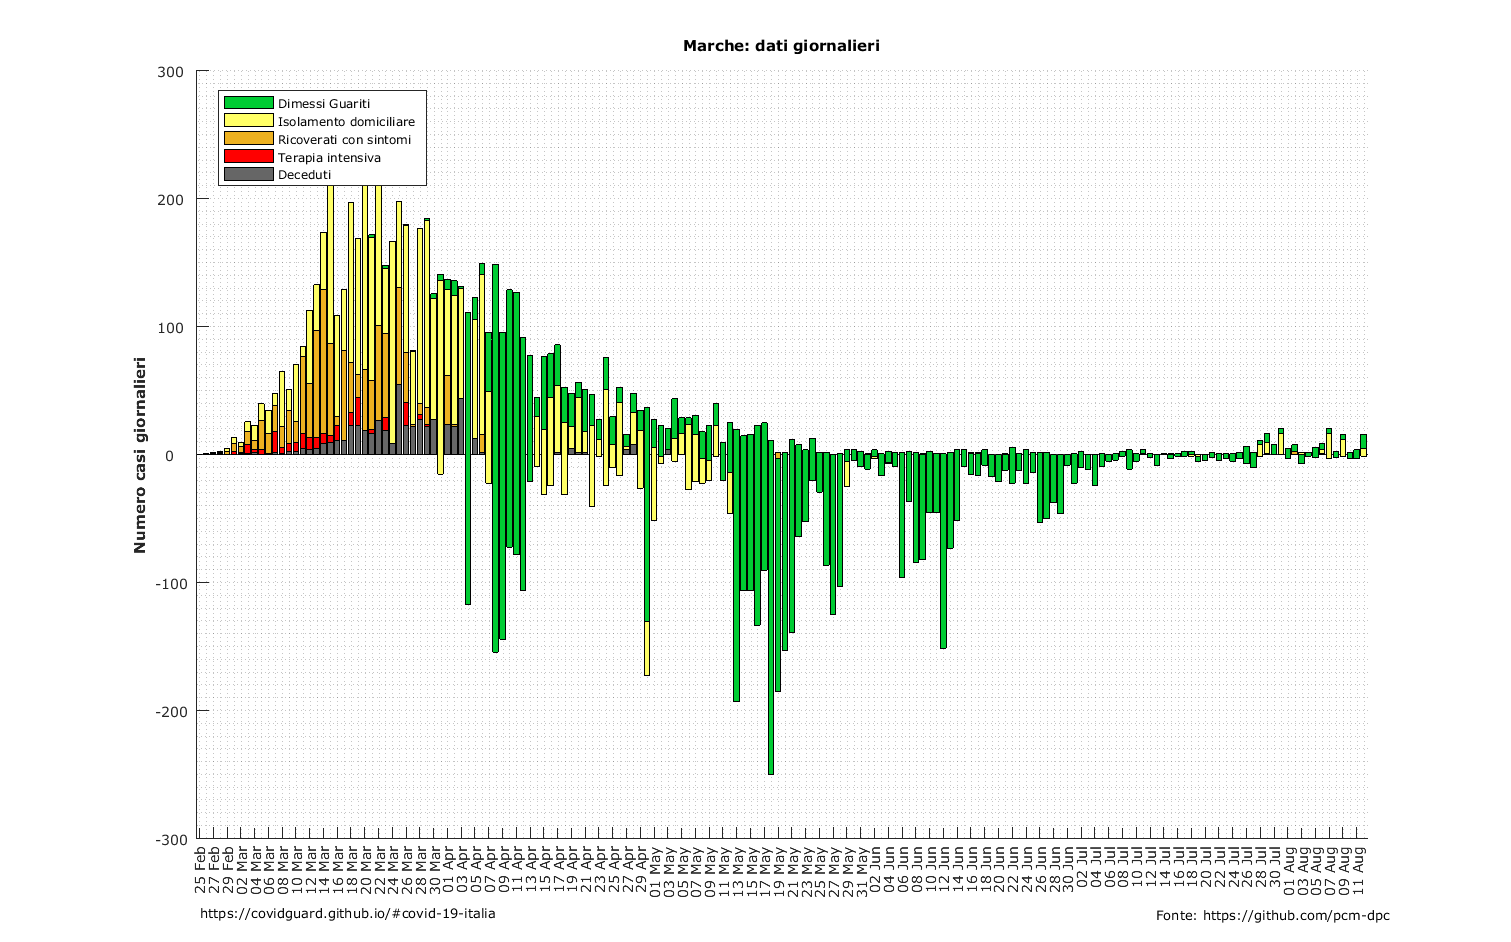 Marche: dati giornalieri
300
200
100
0
-100
-200
-300
Numero casi giornalieri
Dimessi Guariti
Isolamento domiciliare
Ricoverati con sintomi
Terapia intensiva
Deceduti
25 Feb
27 Feb
29 Feb
02 Mar
04 Mar
06 Mar
08 Mar
10 Mar
12 Mar
14 Mar
16 Mar
18 Mar
20 Mar
22 Mar
24 Mar
26 Mar
28 Mar
30 Mar
01 Apr
03 Apr
05 Apr
07 Apr
09 Apr
11 Apr
13 Apr
15 Apr
17 Apr
19 Apr
21 Apr
23 Apr
25 Apr
27 Apr
29 Apr
01 May
03 May
05 May
07 May
09 May
11 May
13 May
15 May
17 May
19 May
21 May
23 May
25 May
27 May
29 May
31 May
02 Jun
04 Jun
06 Jun
08 Jun
10 Jun
12 Jun
14 Jun
16 Jun
18 Jun
20 Jun
22 Jun
24 Jun
26 Jun
28 Jun
30 Jun
02 Jul
04 Jul
06 Jul
08 Jul
10 Jul
12 Jul
14 Jul
16 Jul
18 Jul
20 Jul
22 Jul
24 Jul
26 Jul
28 Jul
30 Jul
01 Aug
03 Aug
05 Aug
07 Aug
09 Aug
11 Aug
https://covidguard.github.io/#covid-19-italia
Fonte: https://github.com/pcm-dpc